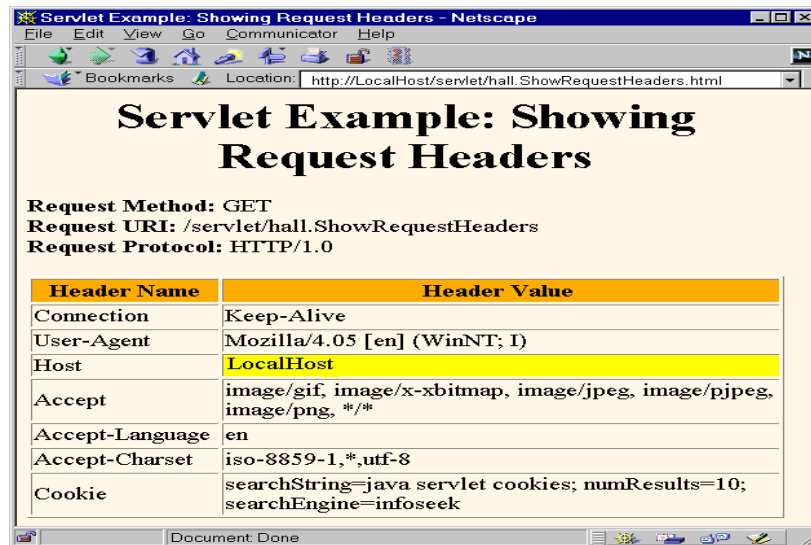 Servlet Example: Showing Request Headers - Netscape
File Edit View Go Communicator Help
N
Bookmarks Location: http://LocalHost/servlet/hall.ShowRequestHeaders.html
Servlet Example: Showing
Request Headers
Request Method: GET
Request URI: /servlet/hall.ShowRequestHeaders
Request Protocol: HTTP/1.0
Header Name Header Value
Connection Keep-Alive
User-Agent Mozilla/4.05 [en] (WinNT; I)
Host LocalHost
Accept image/gif, image/x-xbitmap, image/jpeg, image/pjpeg,
image/png, */*
Accept-Language en
Accept-Charset iso-8859-1,*,utf-8
Cookie searchString=java servlet cookies; numResults=10;
searchEngine=infoseek
Document: Done